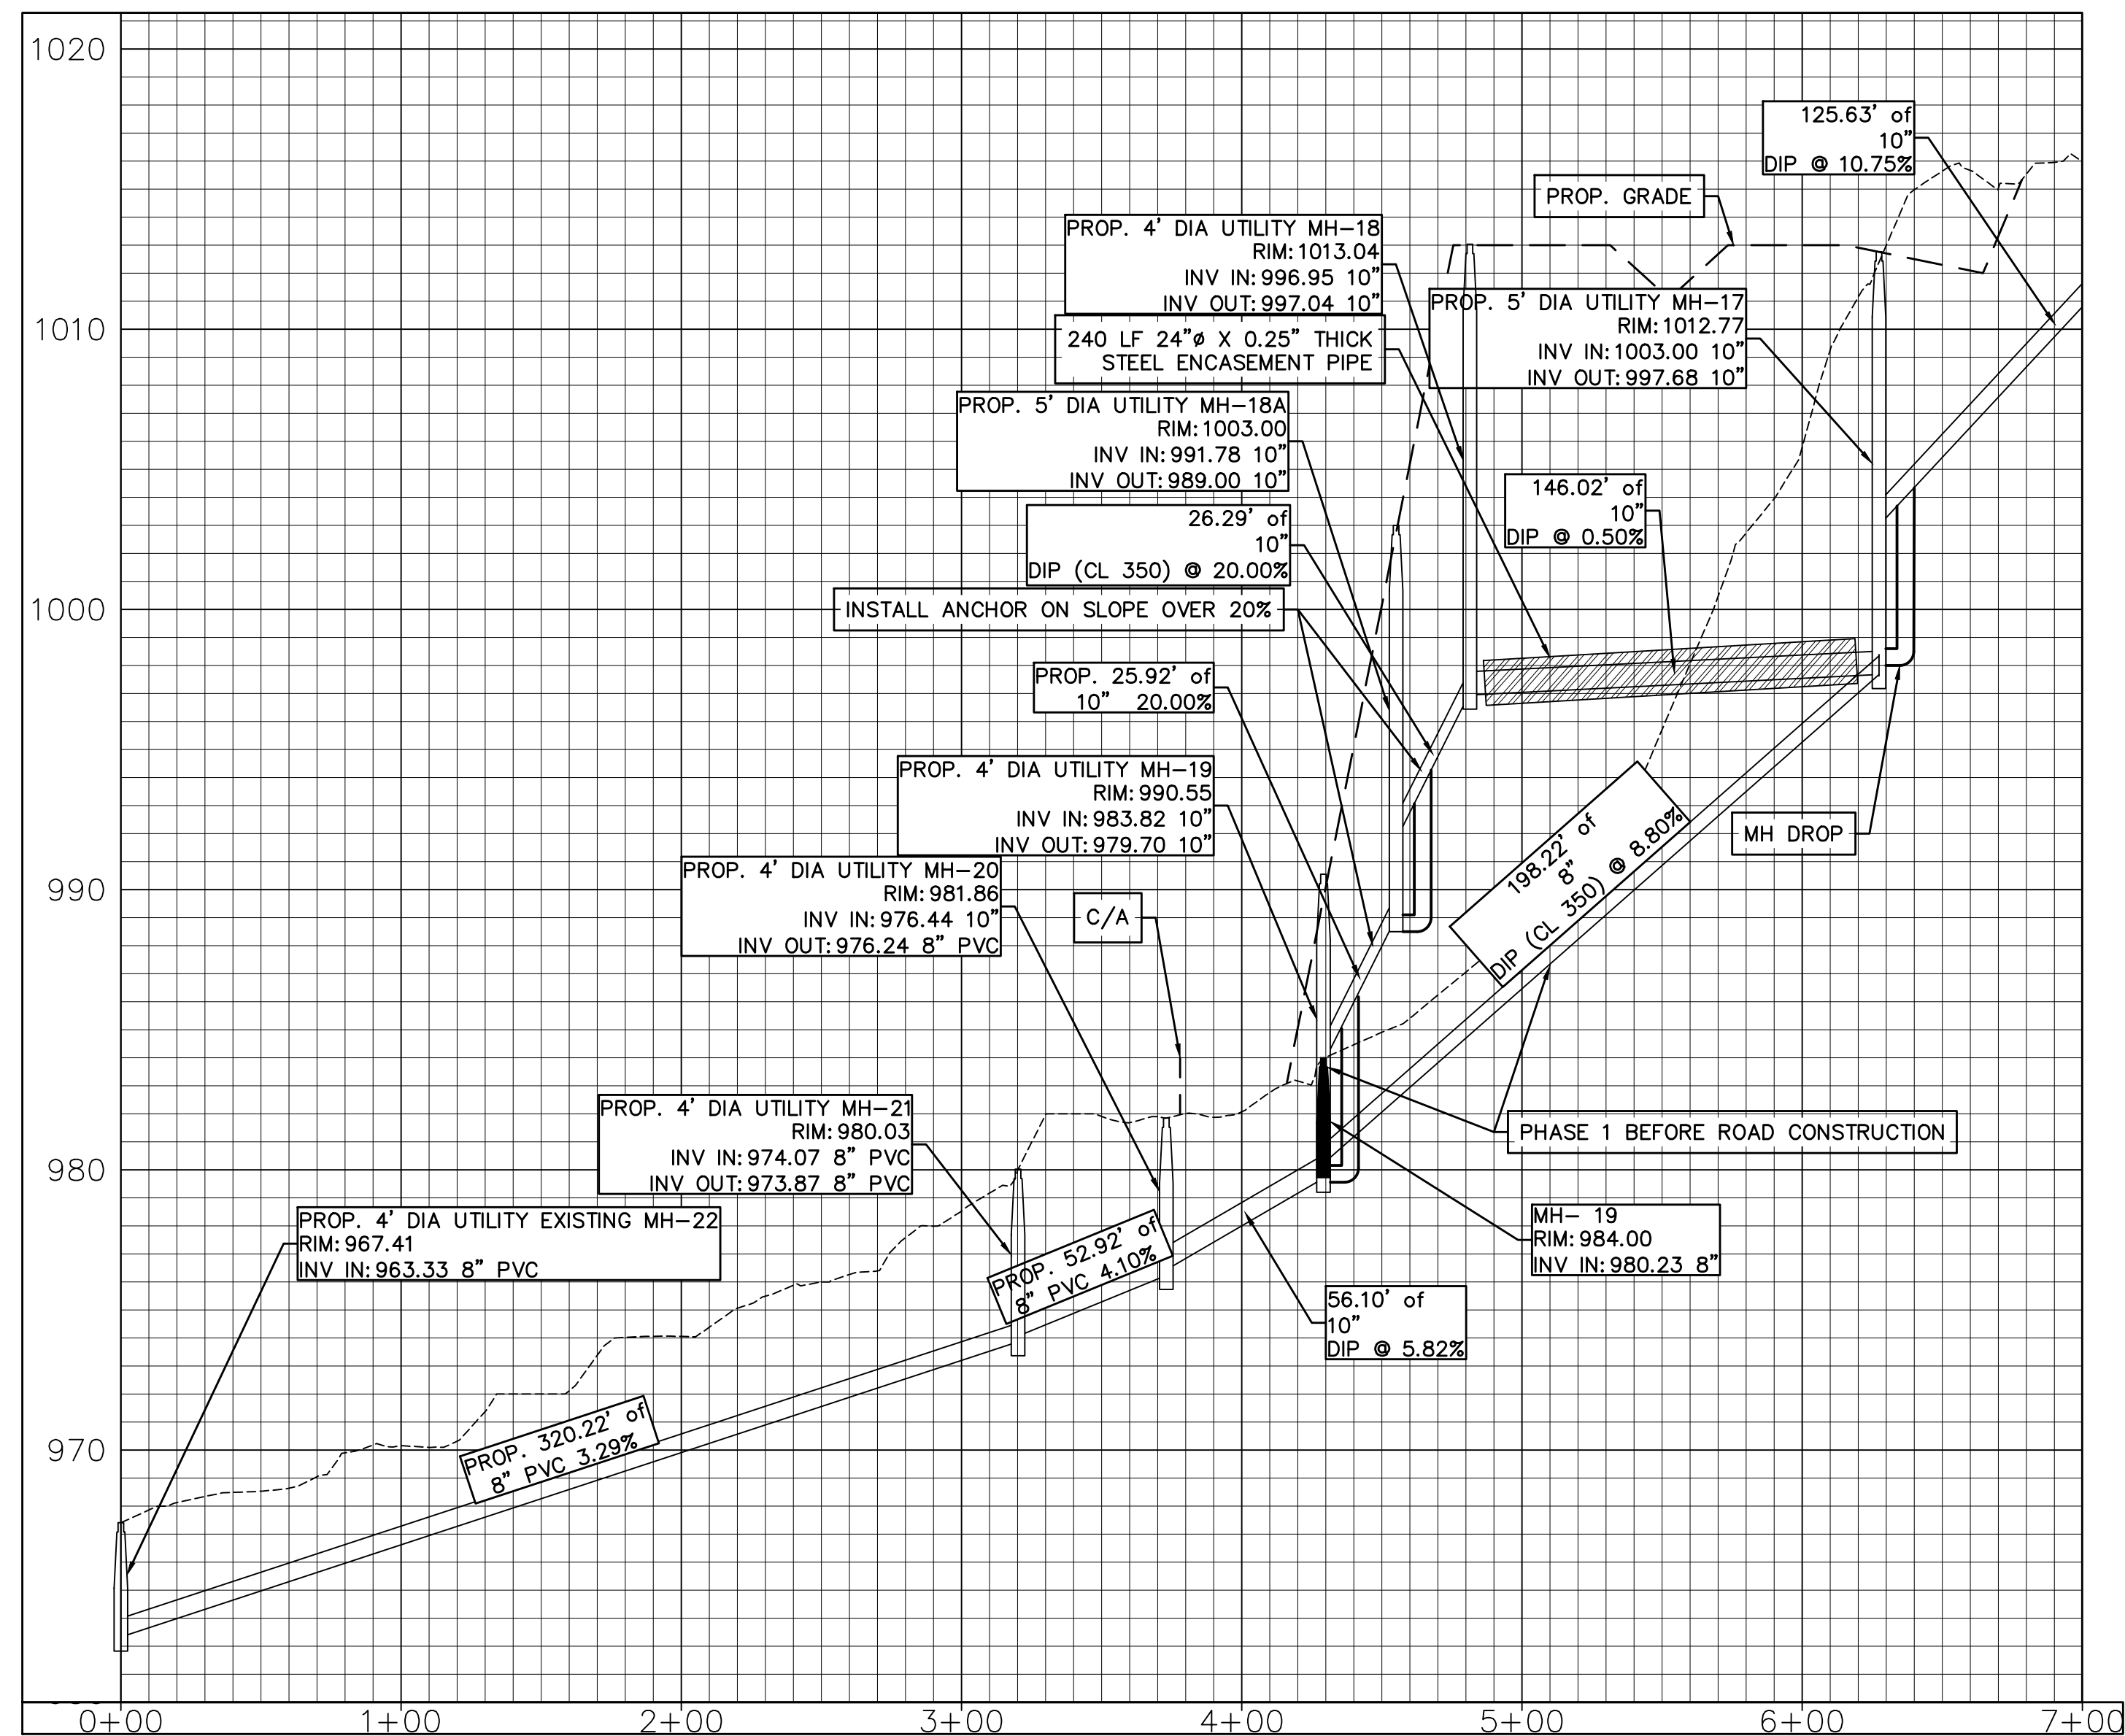 1020
1010
1000
990
980
970
125.63' of
10"
DIP @ 10.75%
PROP. GRADE
PROP. 4' DIA UTILITY MH-18
RIM:1013.04
INV IN:996.95 10"
INV OUT:997.04 10"
PROP. 5' DIA UTILITY MH-17
RIM:1012.77
INV IN:1003.00 10"
INV OUT:997.68 10"
240 LF 24"ø X 0.25" THICK
STEEL ENCASEMENT PIPE
PROP. 5' DIA UTILITY MH-18A
RIM:1003.00
INV IN:991.78 10"
INV OUT:989.00 10"
146.02' of
10"
DIP @ 0.50%
26.29' of
10"
DIP (CL 350) @ 20.00%
INSTALL ANCHOR ON SLOPE OVER 20%
PROP. 25.92' of
10" 20.00%
PROP. 4' DIA UTILITY MH-19
RIM:990.55
INV IN:983.82 10"
INV OUT:979.70 10"
198.22' of
8"
DIP (CL 350) @ 8.80%
MH DROP
PROP. 4' DIA UTILITY MH-20
RIM:981.86
INV IN:976.44 10"
INV OUT:976.24 8" PVC
C/A
PROP. 4' DIA UTILITY MH-21
RIM:980.03
INV IN:974.07 8" PVC
INV OUT:973.87 8" PVC
PHASE 1 BEFORE ROAD CONSTRUCTION
PROP. 4' DIA UTILITY EXISTING MH-22
RIM:967.41
INV IN:963.33 8" PVC
PROP. 52.92' of
8" PVC 4.10%
MH- 19
RIM:984.00
INV IN:980.23 8"
56.10' of
10"
DIP @ 5.82%
PROP. 320.22' of
8" PVC 3.29%
0+00 1+00 2+00 3+00 4+00 5+00 6+00 7+00